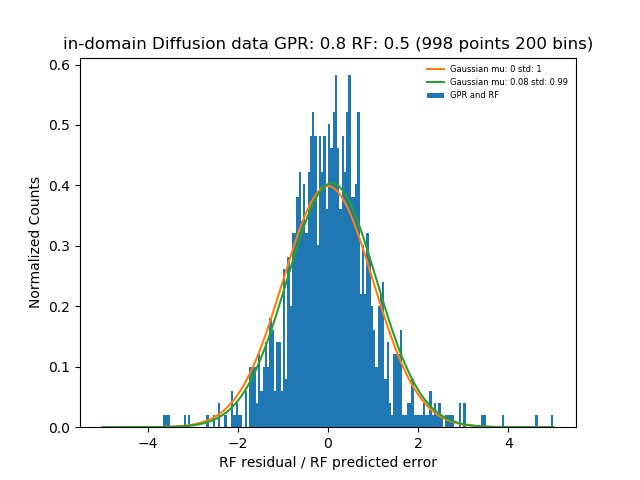 in-domain Diffusion data GPR: 0.8 RF: 0.5 (998 points 200 bins)
Gaussian mu: 0 std: 1
Gaussian mu: 0.08 std: 0.99
GPR and RF
Normalized Counts
0.6
0.5
0.4
0.3
0.2
0.1
0.0
−4 −2 0 2 4
RF residual / RF predicted error